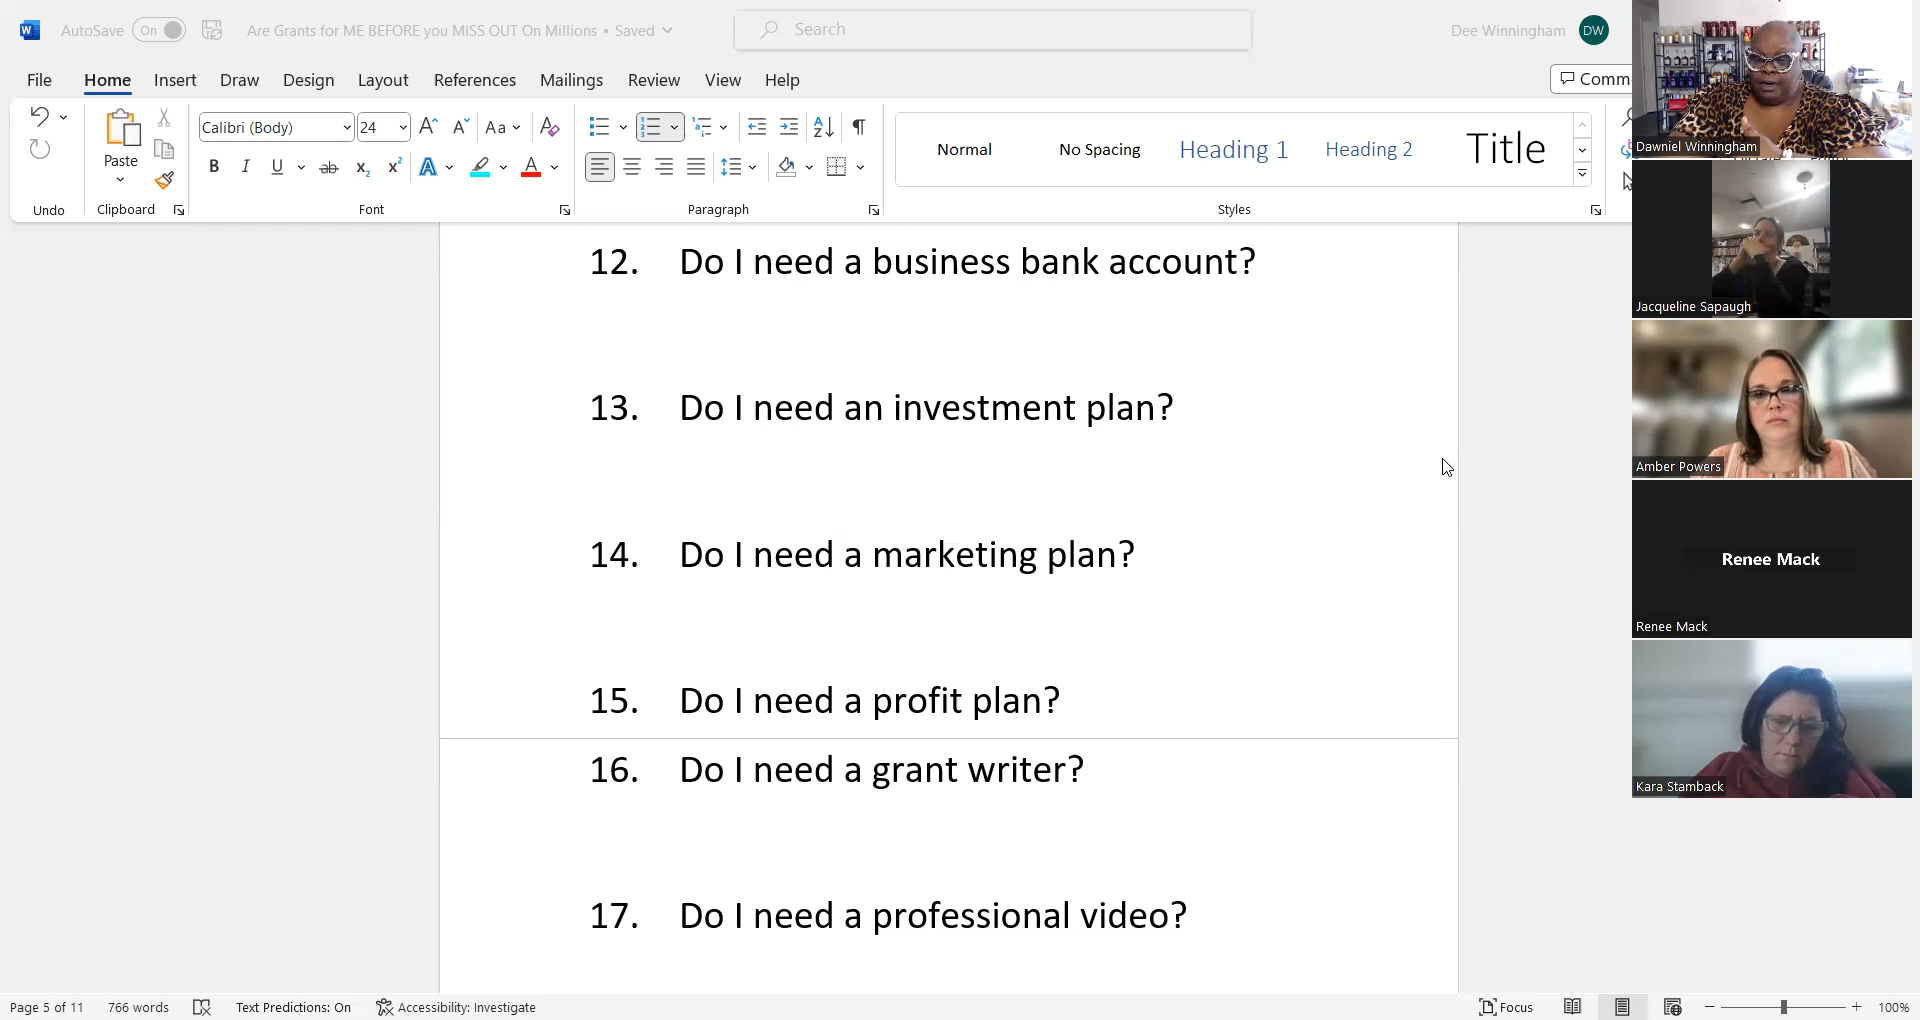 AutoSave On Are Grants for ME BEFORE you MISS OUT On Millions • Saved Search Dee Winningham DW
File Home Insert Draw Design Layout References Mailings Review View Help Comm
Calibri (Body) 24 Aa
Paste B I U ab x2 x2 A A
Normal No Spacing Heading 1 Heading 2 Title
Undo Clipboard Font Paragraph Styles
Dawniel Winningham
12. Do I need a business bank account?
Jacqueline Sapaugh
13. Do I need an investment plan?
Amber Powers
14. Do I need a marketing plan?
Renee Mack
Renee Mack
15. Do I need a profit plan?
16. Do I need a grant writer?
Kara Stamback
17. Do I need a professional video?
Page 5 of 11 766 words Text Predictions: On Accessibility: Investigate Focus 100%